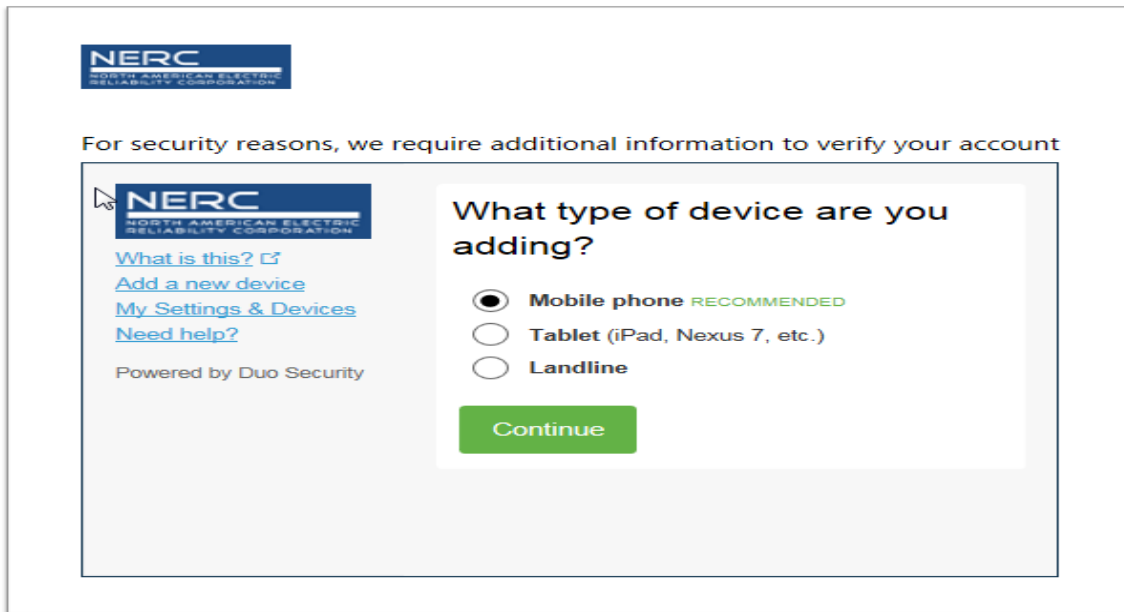 NERC
NORTH AMERICAN ELECTRIC
RELIABILITY CORPORATION
For security reasons, we require additional information to verify your account
NERC
NORTH AMERICAN ELECTRIC
RELIABILITY CORPORATION
What is this?
Add a new device
My Settings & Devices
Need help?
Powered by Duo Security
What type of device are you
adding?
Mobile phone RECOMMENDED
Tablet (iPad, Nexus 7, etc.)
Landline
Continue